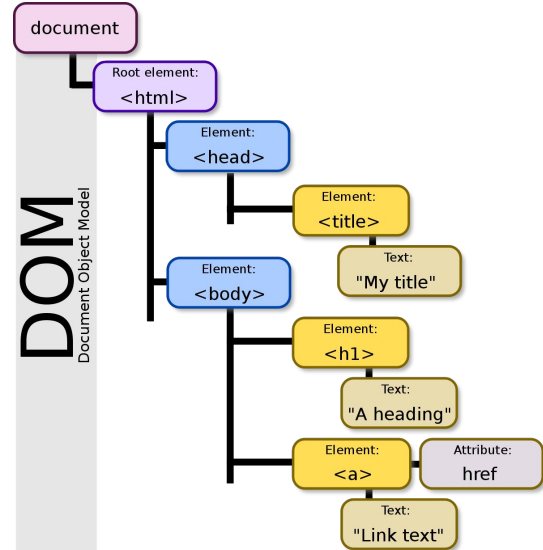 document
Root element:
<html>
Element:
<head>
Element:
<title>
Text:
"My title"
DOM
Document Object Model
Element:
<body>
Element:
<h1>
Text:
"A heading"
Element:
<a>
Attribute:
href
Text:
"Link text"